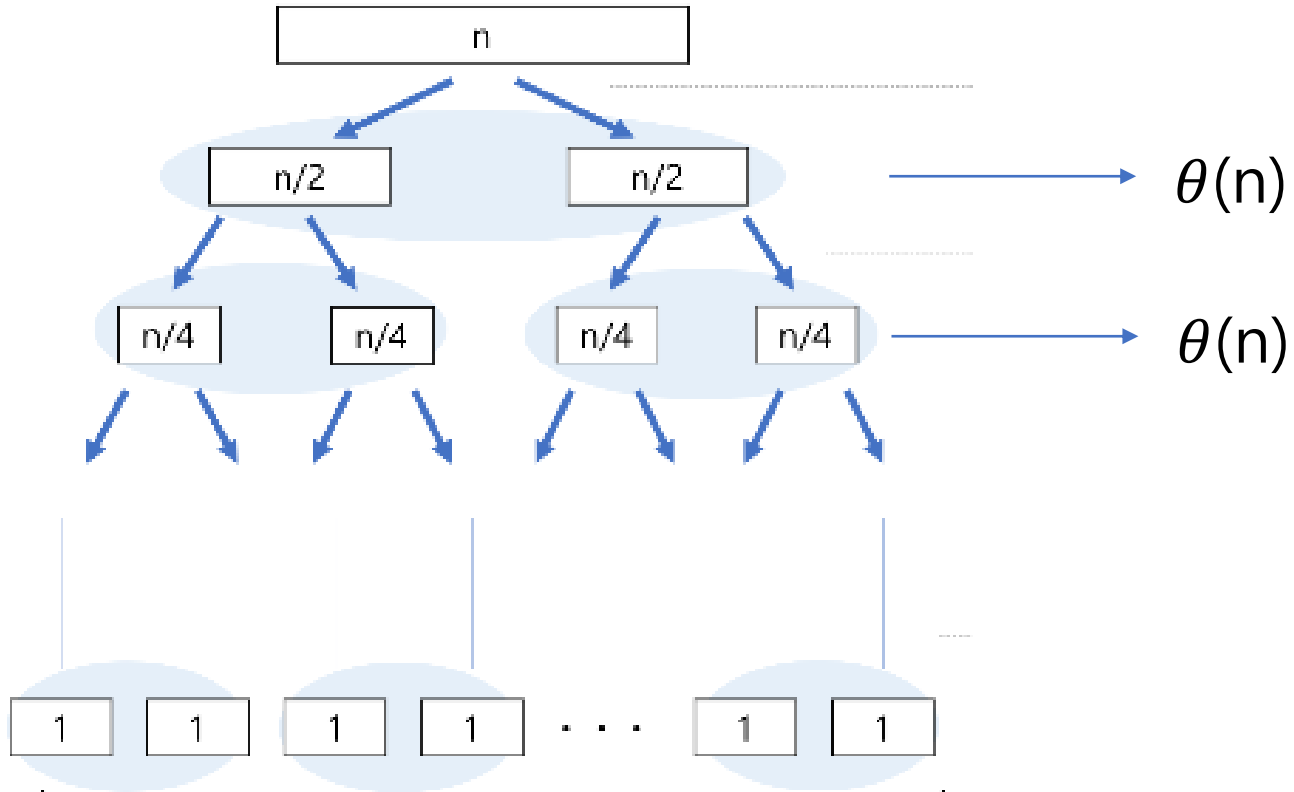 n
n/2 n/2 θ(n)
n/4 n/4 n/4 n/4 θ(n)
1 1 1 1 . . . 1 1